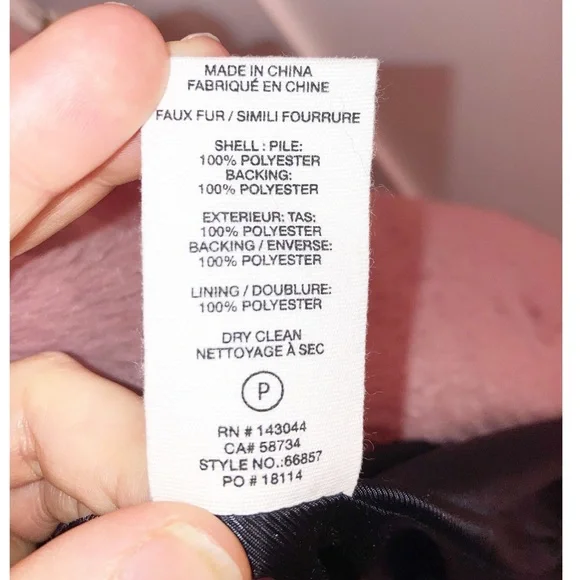 MADE IN CHINA
FABRIQUÉ EN CHINE
FAUX FUR / SIMILI FOURRURE
SHELL : PILE:
100% POLYESTER
BACKING:
100% POLYESTER
EXTERIEUR: TAS:
100% POLYESTER
BACKING / ENVERSE:
100% POLYESTER
LINING / DOUBLURE:
100% POLYESTER
DRY CLEAN
NETTOYAGE À SEC
P
RN # 143044
CA# 58734
STYLE NO.:66857
PO # 18114